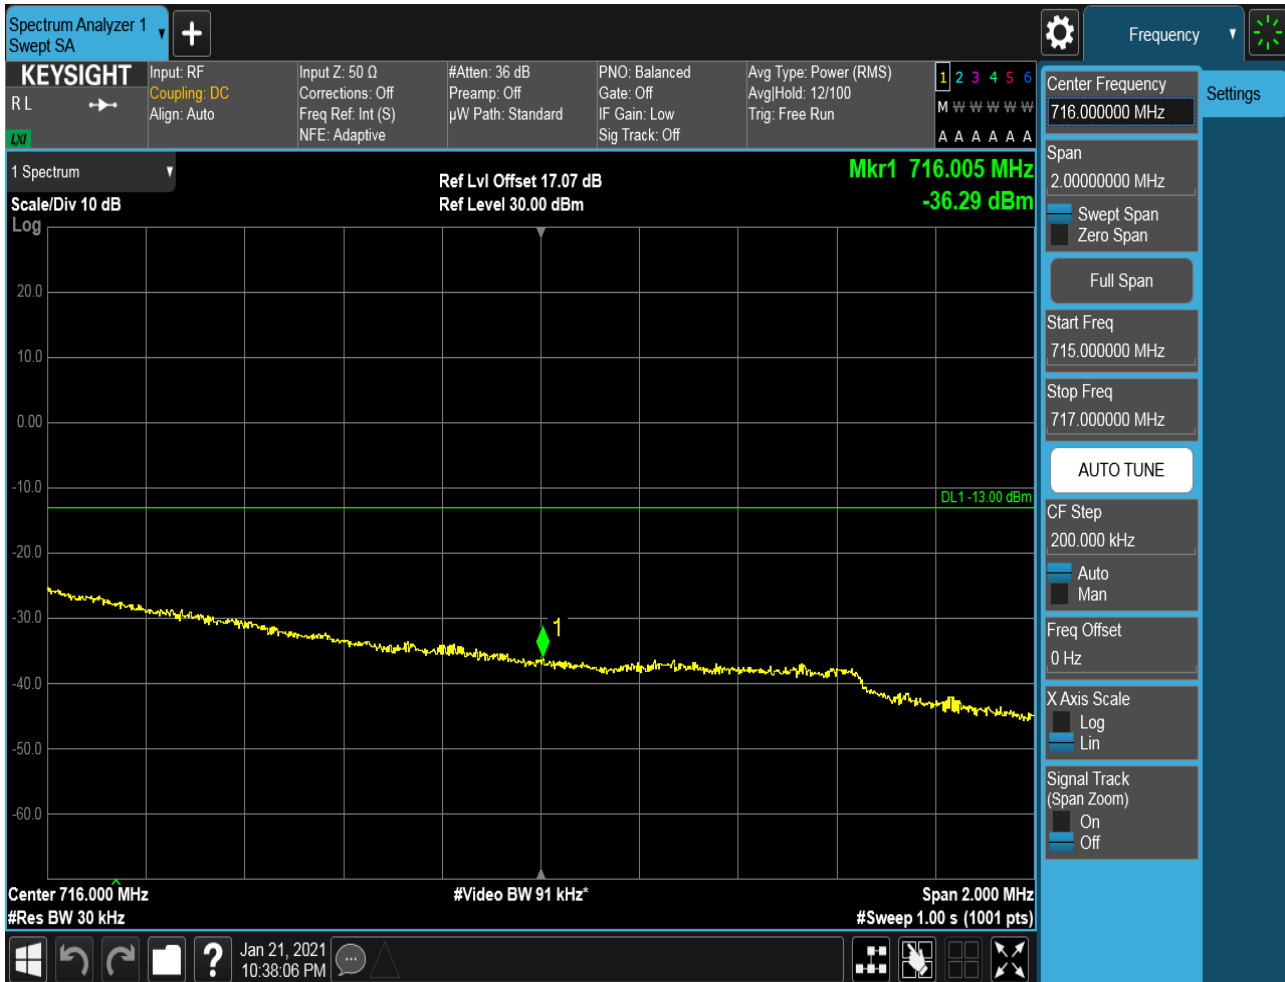 Spectrum Analyzer 1
Swept SA
+
Frequency
KEYSIGHT
R L
LXI
Input: RF
Coupling: DC
Align: Auto
Input Z: 50 Ω
Corrections: Off
Freq Ref: Int (S)
NFE: Adaptive
#Atten: 36 dB
Preamp: Off
µW Path: Standard
PNO: Balanced
Gate: Off
IF Gain: Low
Sig Track: Off
Avg Type: Power (RMS)
Avg|Hold: 12/100
Trig: Free Run
1 2 3 4 5 6
M W W W W W
A A A A A A
1 Spectrum
Scale/Div 10 dB
Log
Ref Lvl Offset 17.07 dB
Ref Level 30.00 dBm
Mkr1 716.005 MHz
-36.29 dBm
20.0
10.0
0.00
-10.0
DL1 -13.00 dBm
-20.0
-30.0
1
-40.0
-50.0
-60.0
Center 716.000 MHz
#Video BW 91 kHz*
Span 2.000 MHz
#Res BW 30 kHz
#Sweep 1.00 s (1001 pts)
?
Jan 21, 2021
10:38:06 PM
Center Frequency
716.000000 MHz
Settings
Span
2.00000000 MHz
Swept Span
Zero Span
Full Span
Start Freq
715.000000 MHz
Stop Freq
717.000000 MHz
AUTO TUNE
CF Step
200.000 kHz
Auto
Man
Freq Offset
0 Hz
X Axis Scale
Log
Lin
Signal Track
(Span Zoom)
On
Off